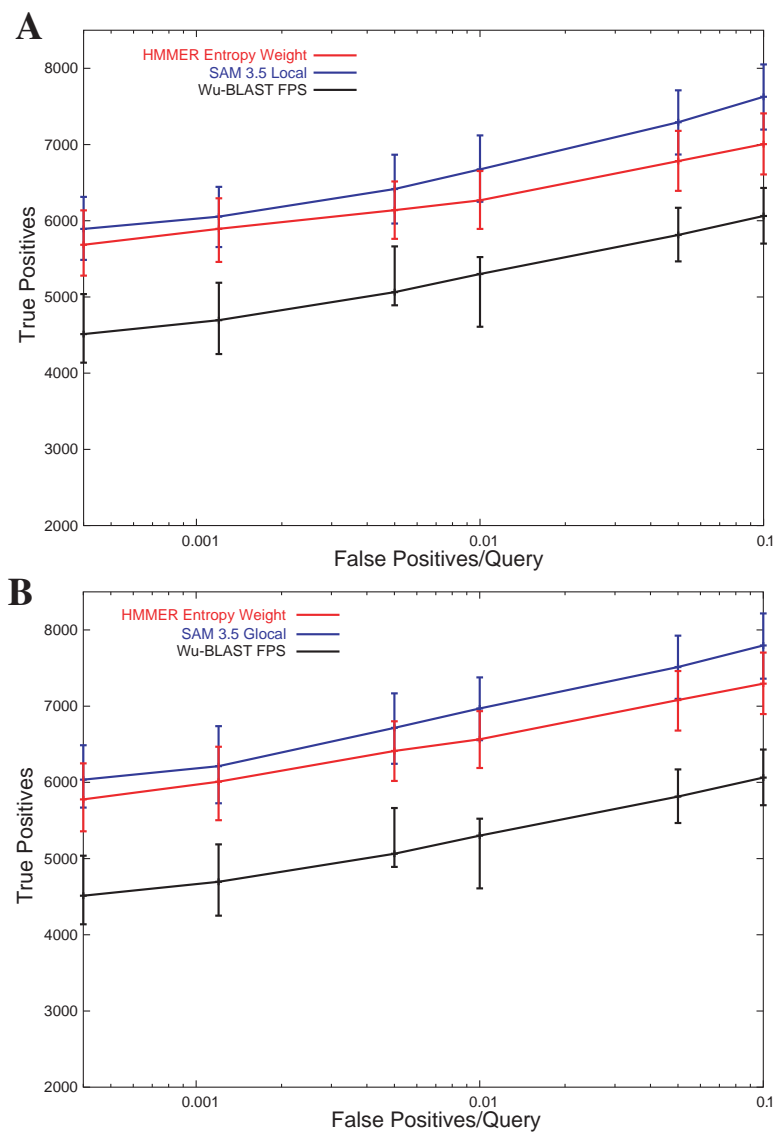 A
HMMER Entropy Weight
SAM 3.5 Local
Wu-BLAST FPS
8000
7000
6000
5000
4000
3000
2000
True Positives
0.001
0.01
0.1
False Positives/Query
B
HMMER Entropy Weight
SAM 3.5 Glocal
Wu-BLAST FPS
8000
7000
6000
5000
4000
3000
2000
True Positives
0.001
0.01
0.1
False Positives/Query